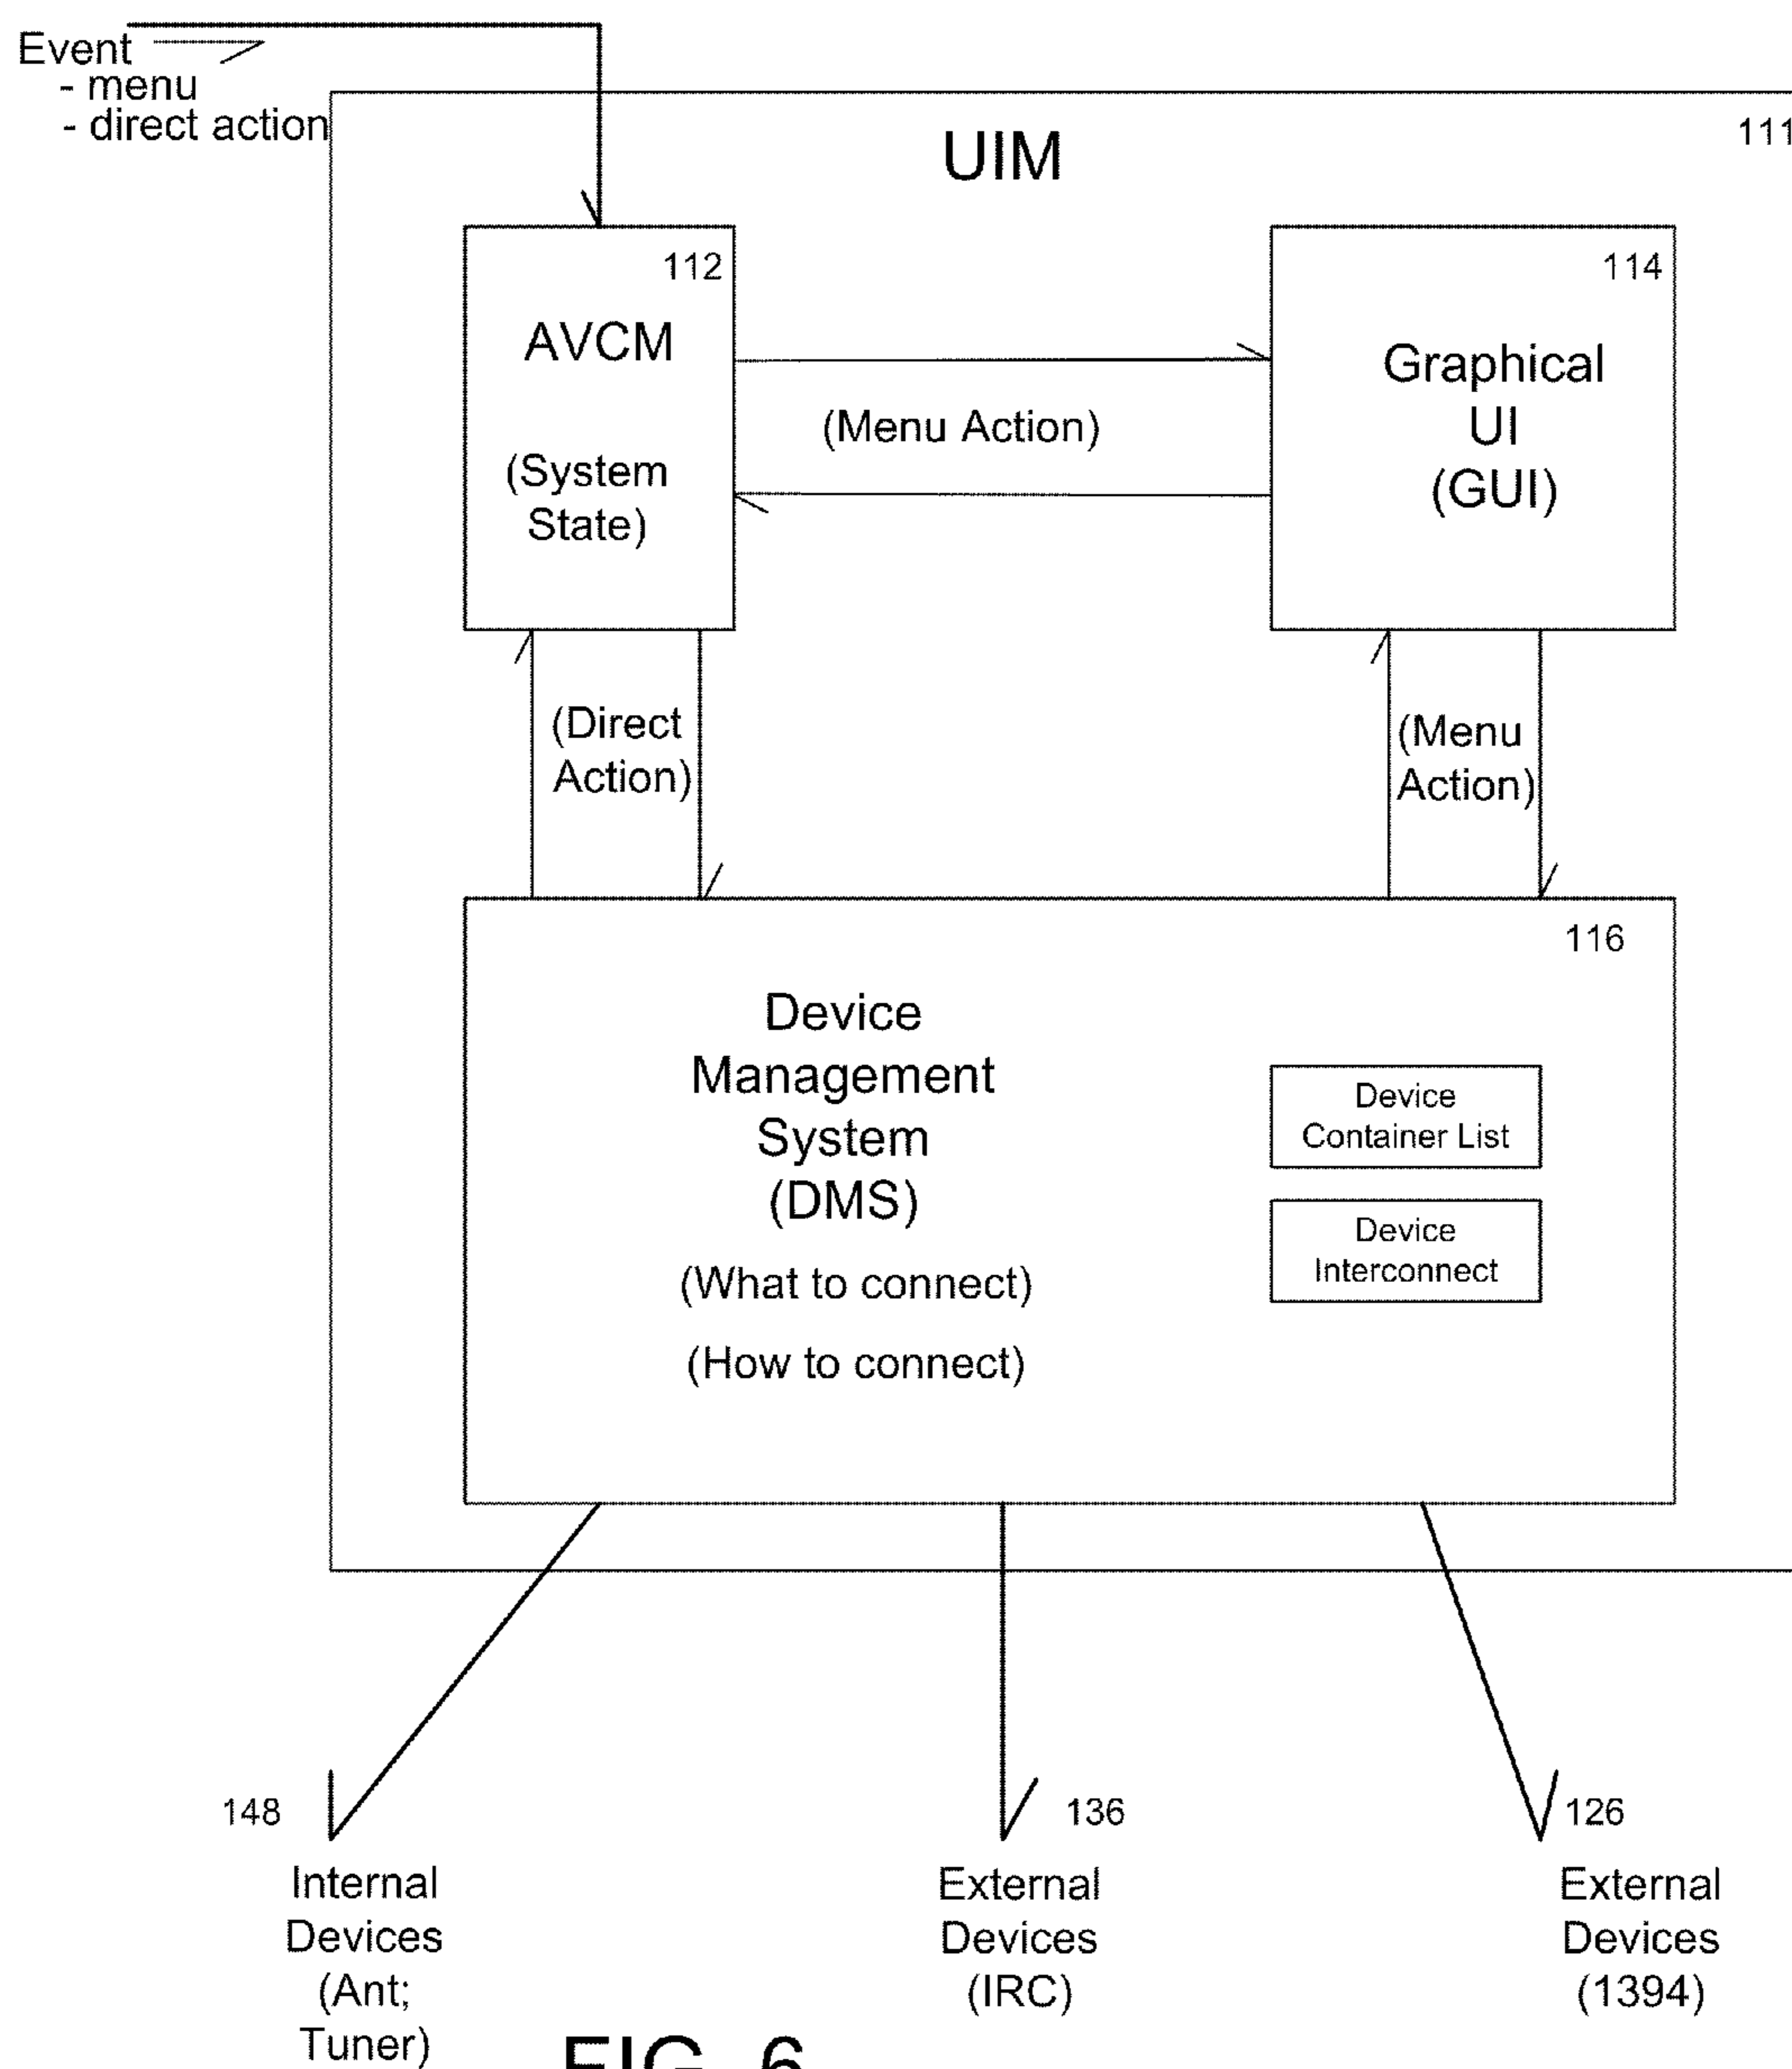 Event
- menu
- direct action
UIM
111
112
AVCM
(System
State)
(Menu Action)
114
Graphical
UI
(GUI)
(Direct
Action)
(Menu
Action)
116
Device
Management
System
(DMS)
(What to connect)
(How to connect)
Device
Container List
Device
Interconnect
148
Internal
Devices
(Ant;
Tuner)
136
External
Devices
(IRC)
126
External
Devices
(1394)
FIG. 6